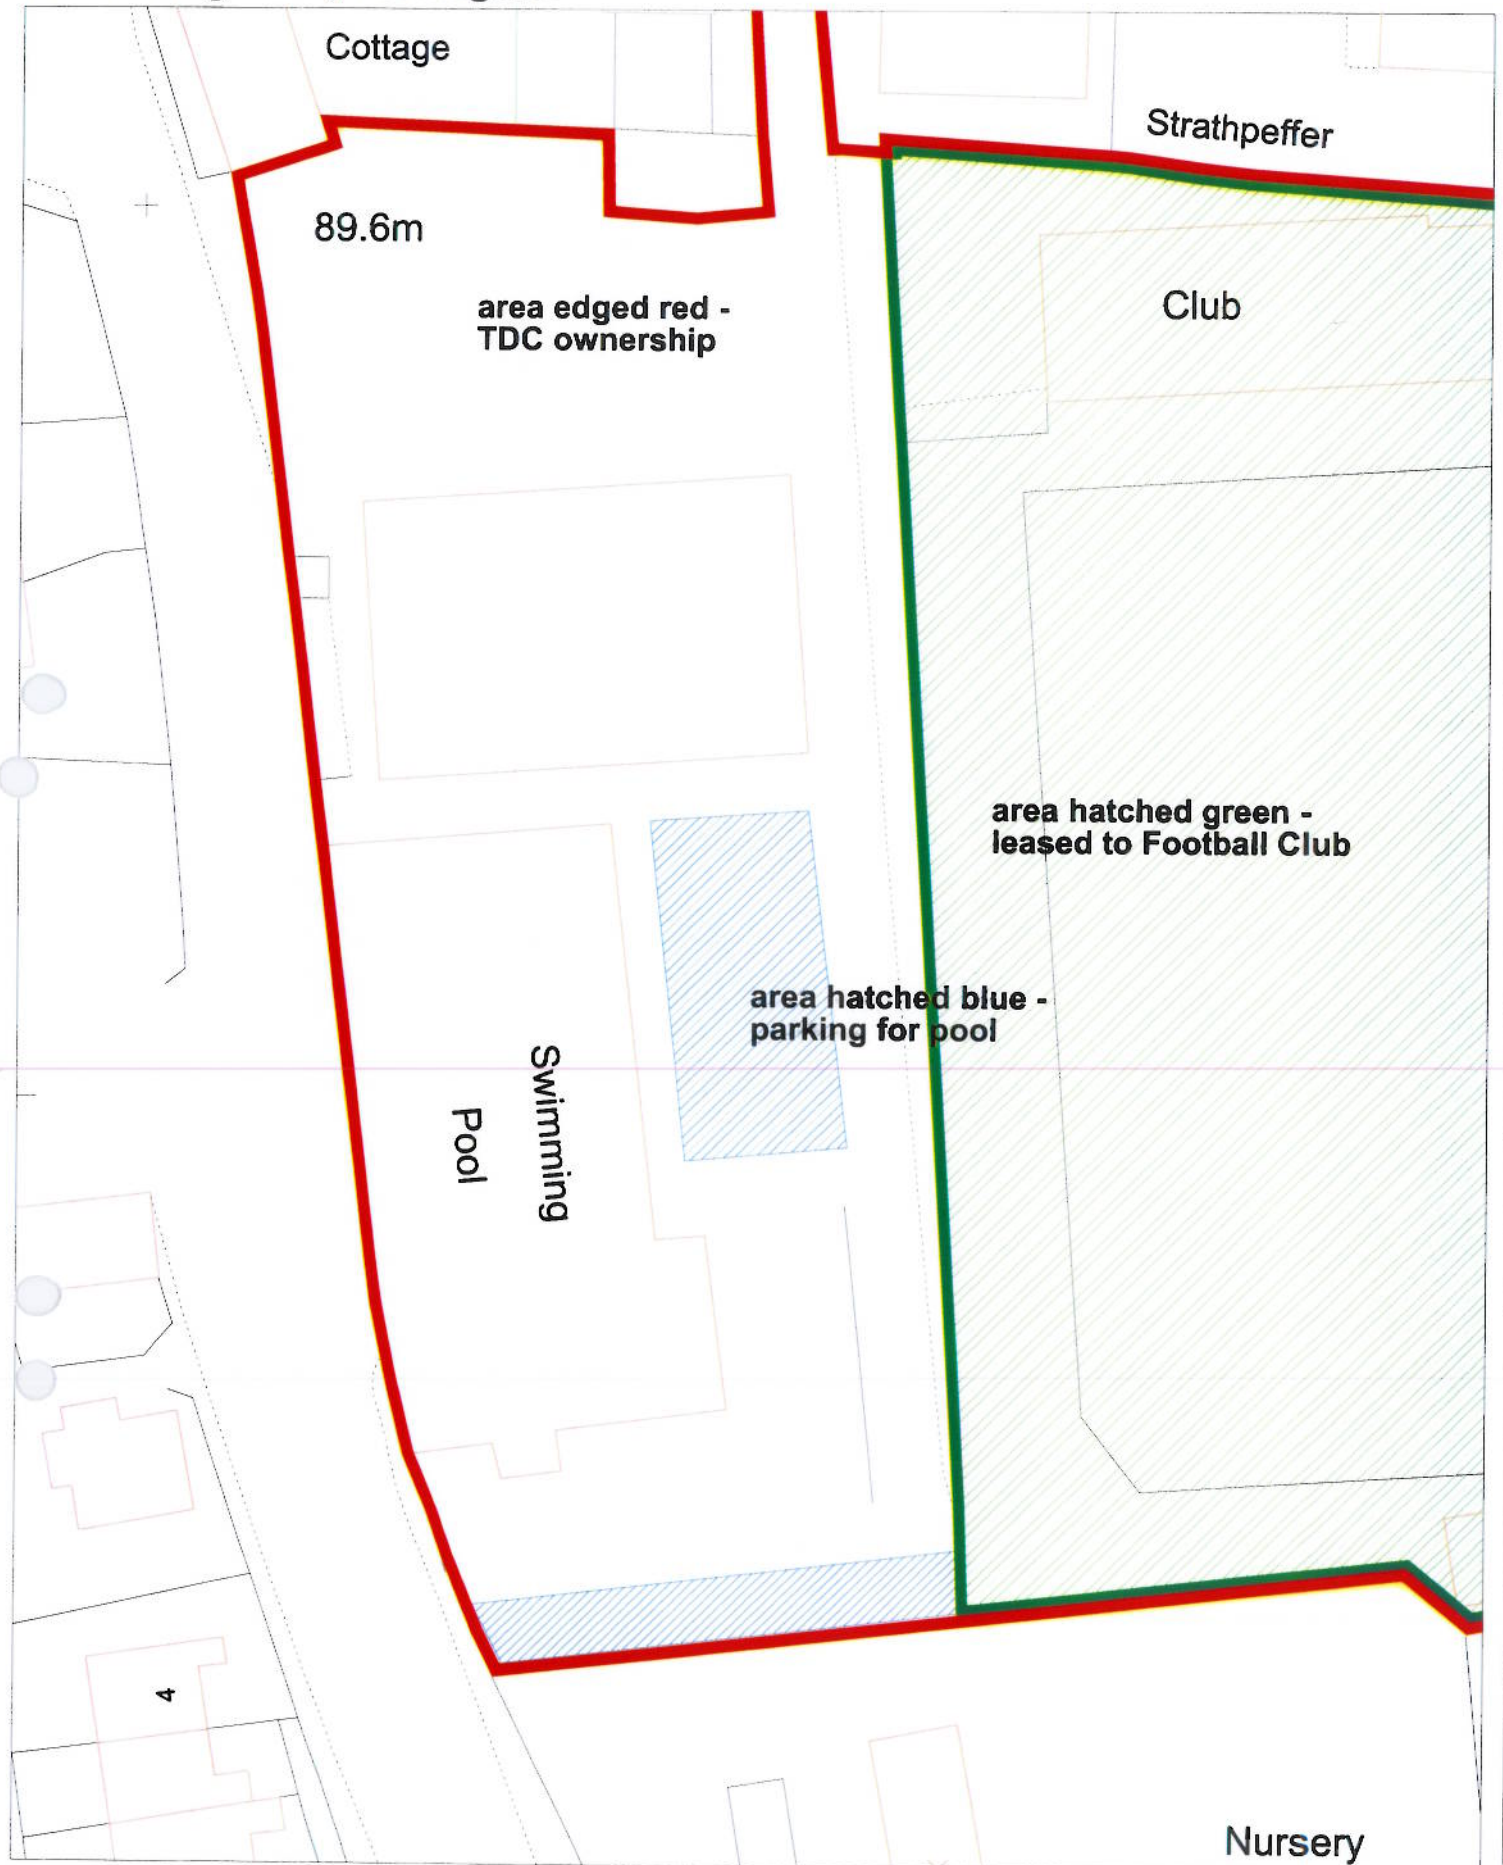 Cottage
Strathpeffer
89.6m
area edged red -
TDC ownership
Club
area hatched green -
leased to Football Club
area hatched blue -
parking for pool
Swimming
Pool
4
Nursery